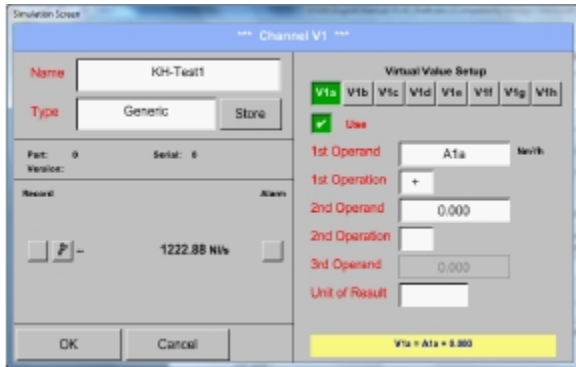 Simulation Screen
*** Channel V1 ***
Name KH-Test1
Type Generic Store
Part: 0 Serial: 0
Version:
Record Alarm
P – 1222.88 Nl/s
OK Cancel
Virtual Value Setup
V1a V1b V1c V1d V1e V1f V1g V1h
Use
1st Operand A1a Nm³/h
1st Operation +
2nd Operand 0.000
2nd Operation
3rd Operand 0.000
Unit of Result
V1a = A1a + 0.000